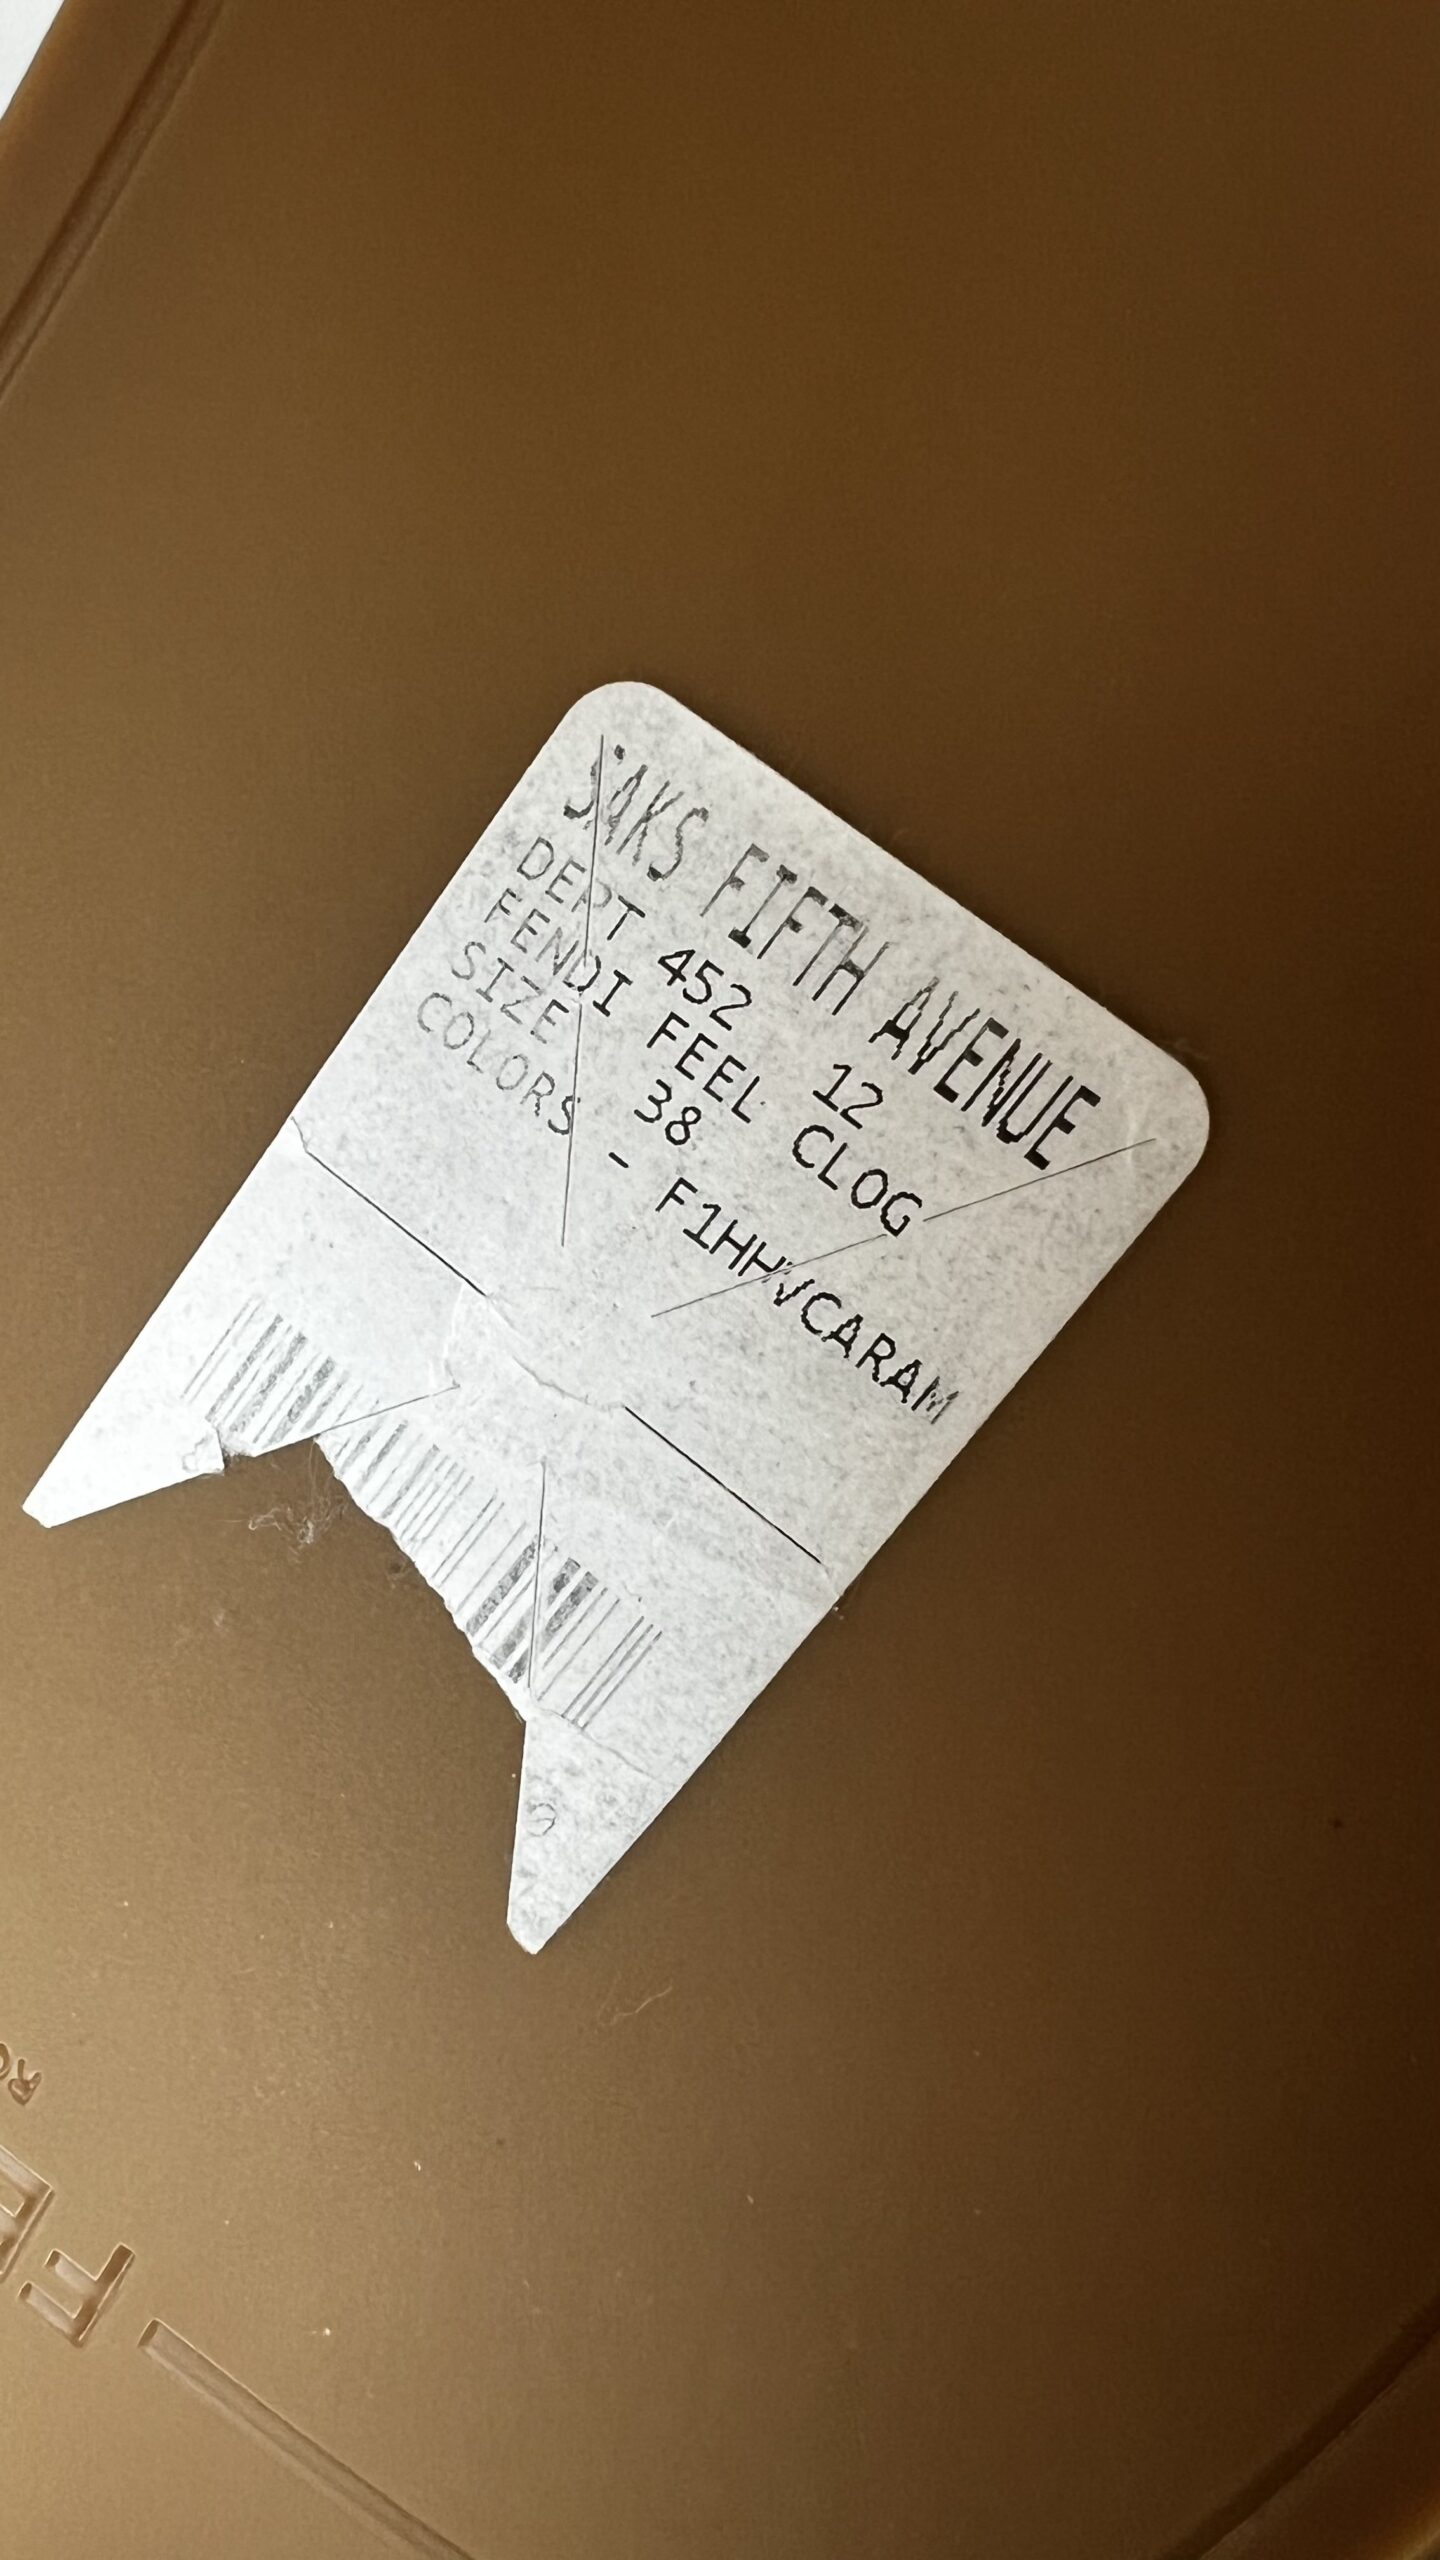 SAKS FIFTH AVENUE
DEPT 452 12
FENDI FEEL CLOG
SIZE 38
COLORS - F1HHVCARAM